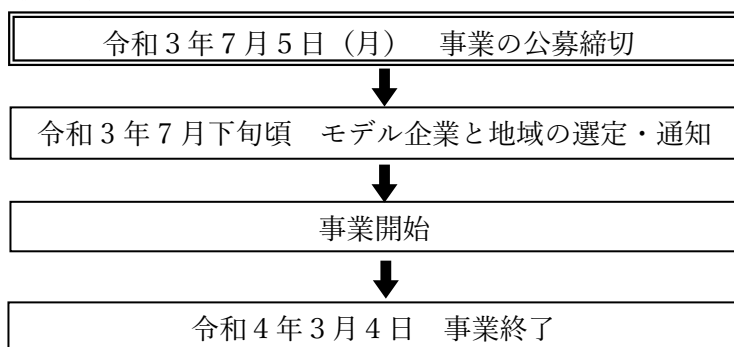 令和３年７月５日（月）　事業の公募締切
令和３年７月下旬頃　モデル企業と地域の選定・通知
事業開始
令和４年３月４日　事業終了